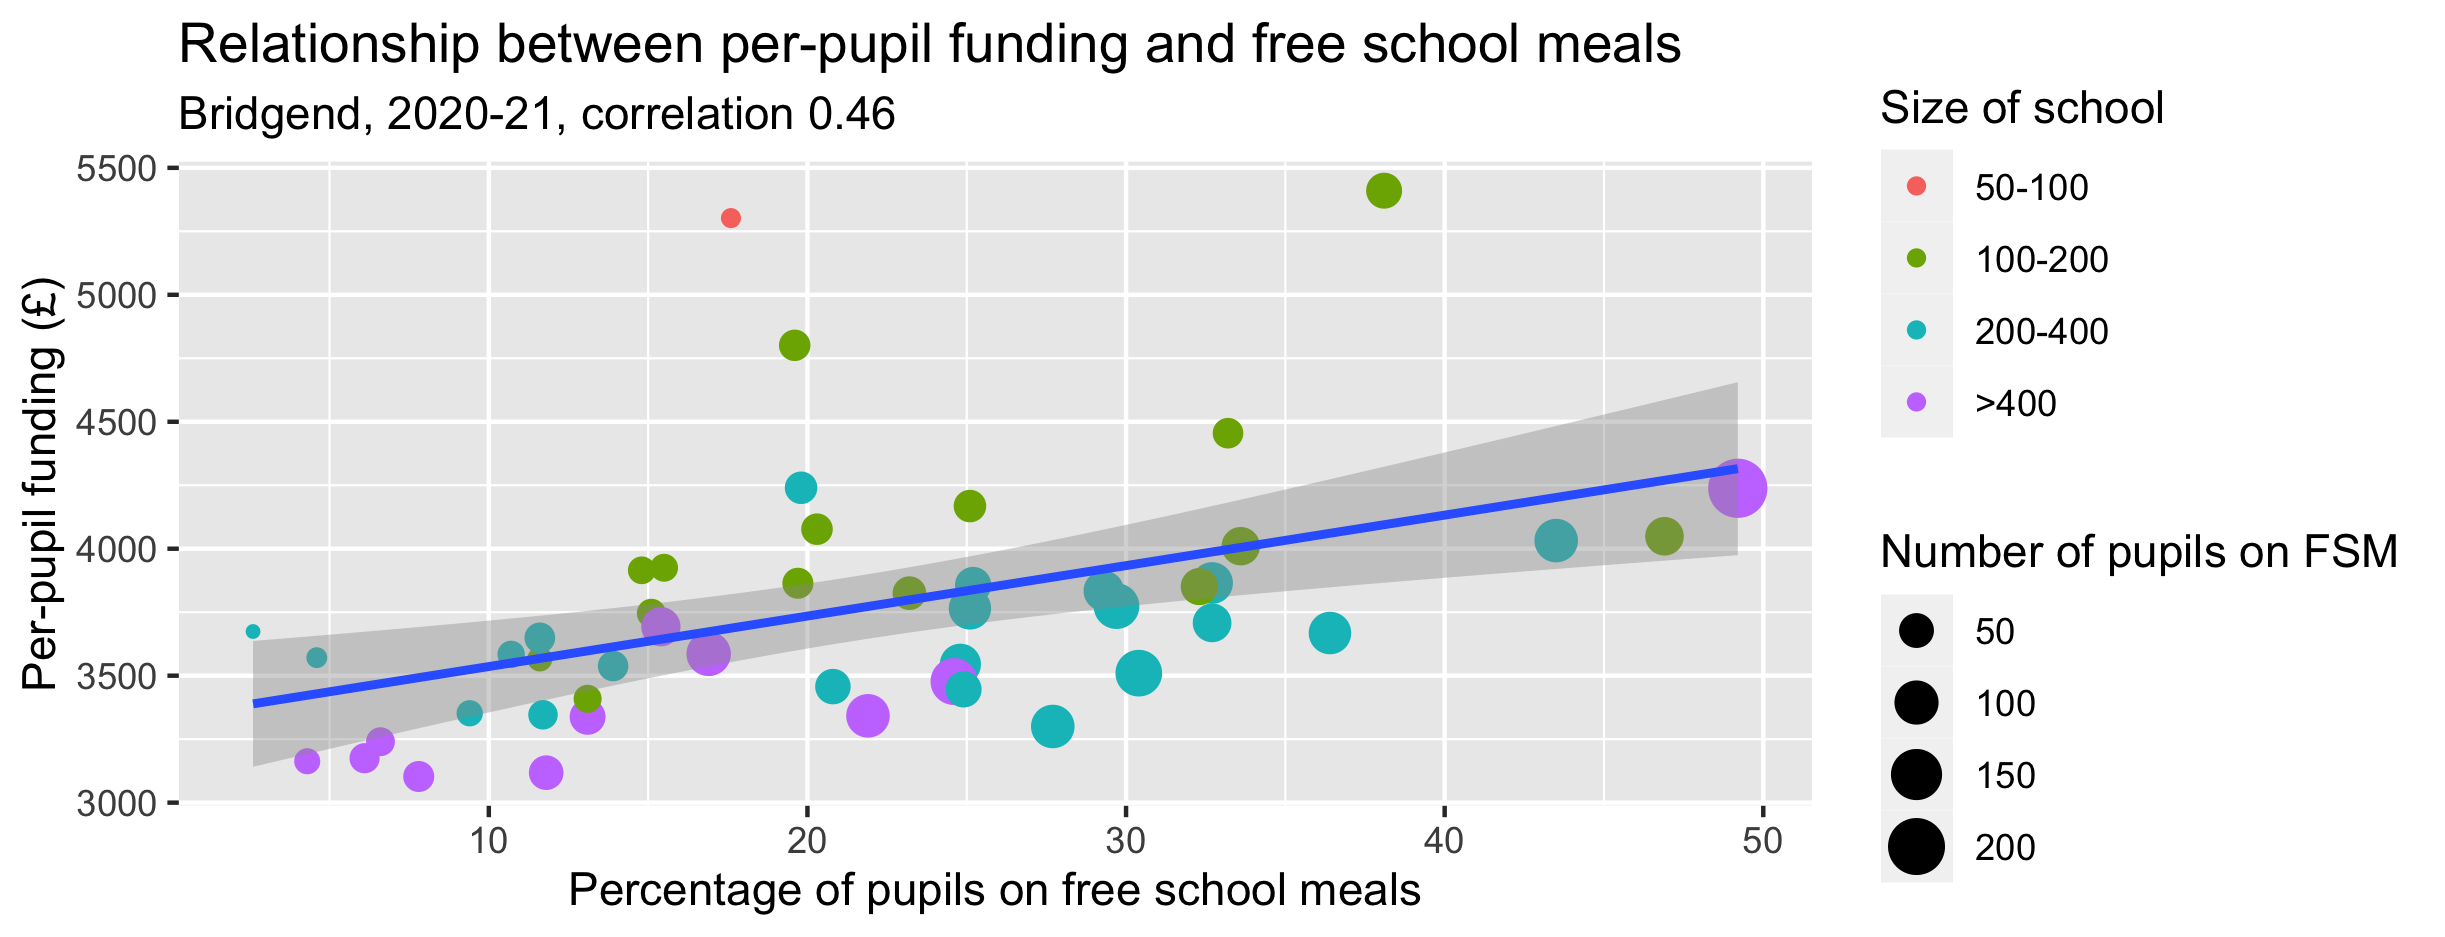 Relationship between per-pupil funding and free school meals
Bridgend, 2020-21, correlation 0.46
Per-pupil funding (£)
5500
5000
4500
4000
3500
3000
10 20 30 40 50
Percentage of pupils on free school meals
Size of school
50-100
100-200
200-400
>400
Number of pupils on FSM
50
100
150
200